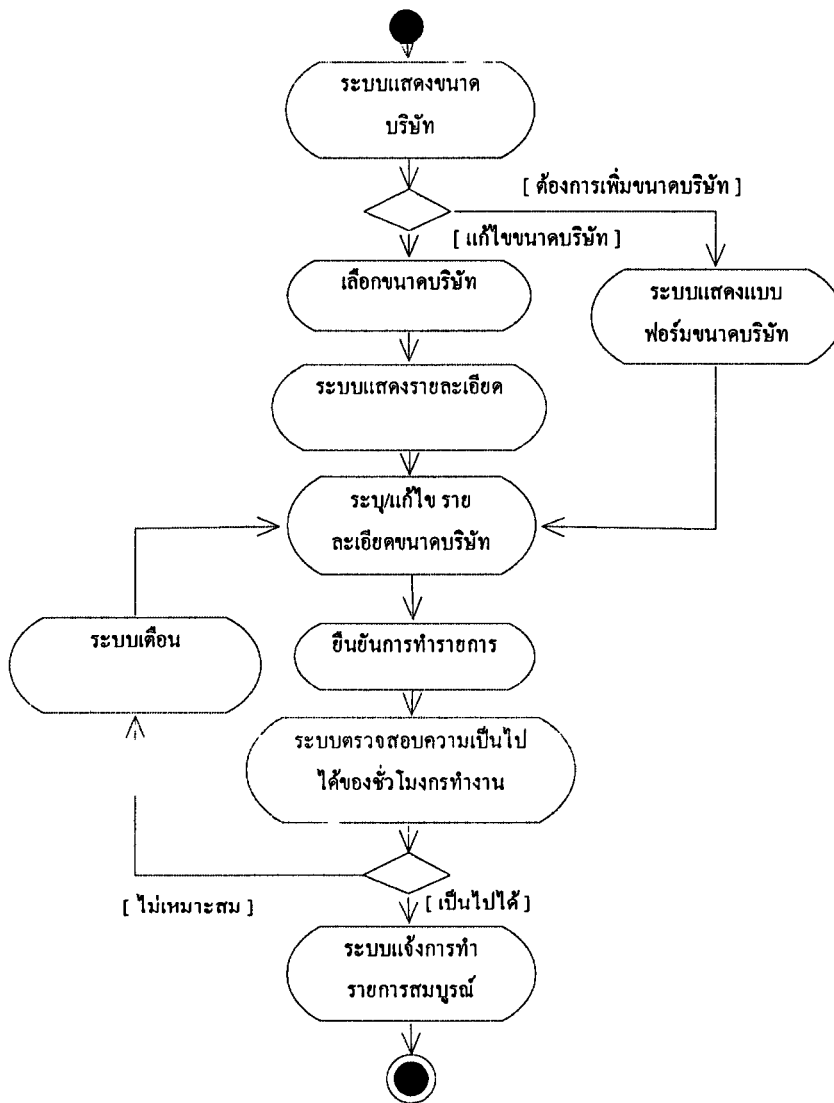 ระบบแสดงขนาด
บริษัท
[ ต้องการเพิ่มขนาดบริษัท ]
[ แก้ไขขนาดบริษัท ]
เลือกขนาดบริษัท
ระบบแสดงแบบ
ฟอร์มขนาดบริษัท
ระบบแสดงรายละเอียด
ระบุ/แก้ไข ราย
ละเอียดขนาดบริษัท
ระบบเตือน
ยืนยันการทำรายการ
ระบบตรวจสอบความเป็นไป
ได้ของชั่วโมงกรทำงาน
[ ไม่เหมาะสม ]
[ เป็นไปได้ ]
ระบบแจ้งการทำ
รายการสมบูรณ์